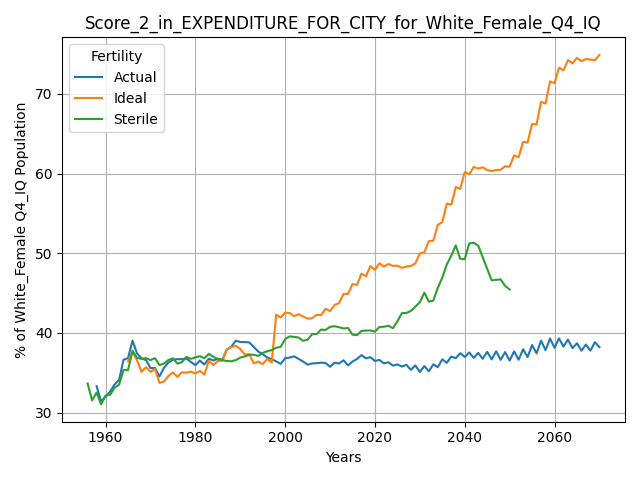 Score_2_in_EXPENDITURE_FOR_CITY_for_White_Female_Q4_IQ
Fertility
Actual
Ideal
Sterile
% of White_Female Q4_IQ Population
70
60
50
40
30
1960
1980
2000
2020
2040
2060
Years